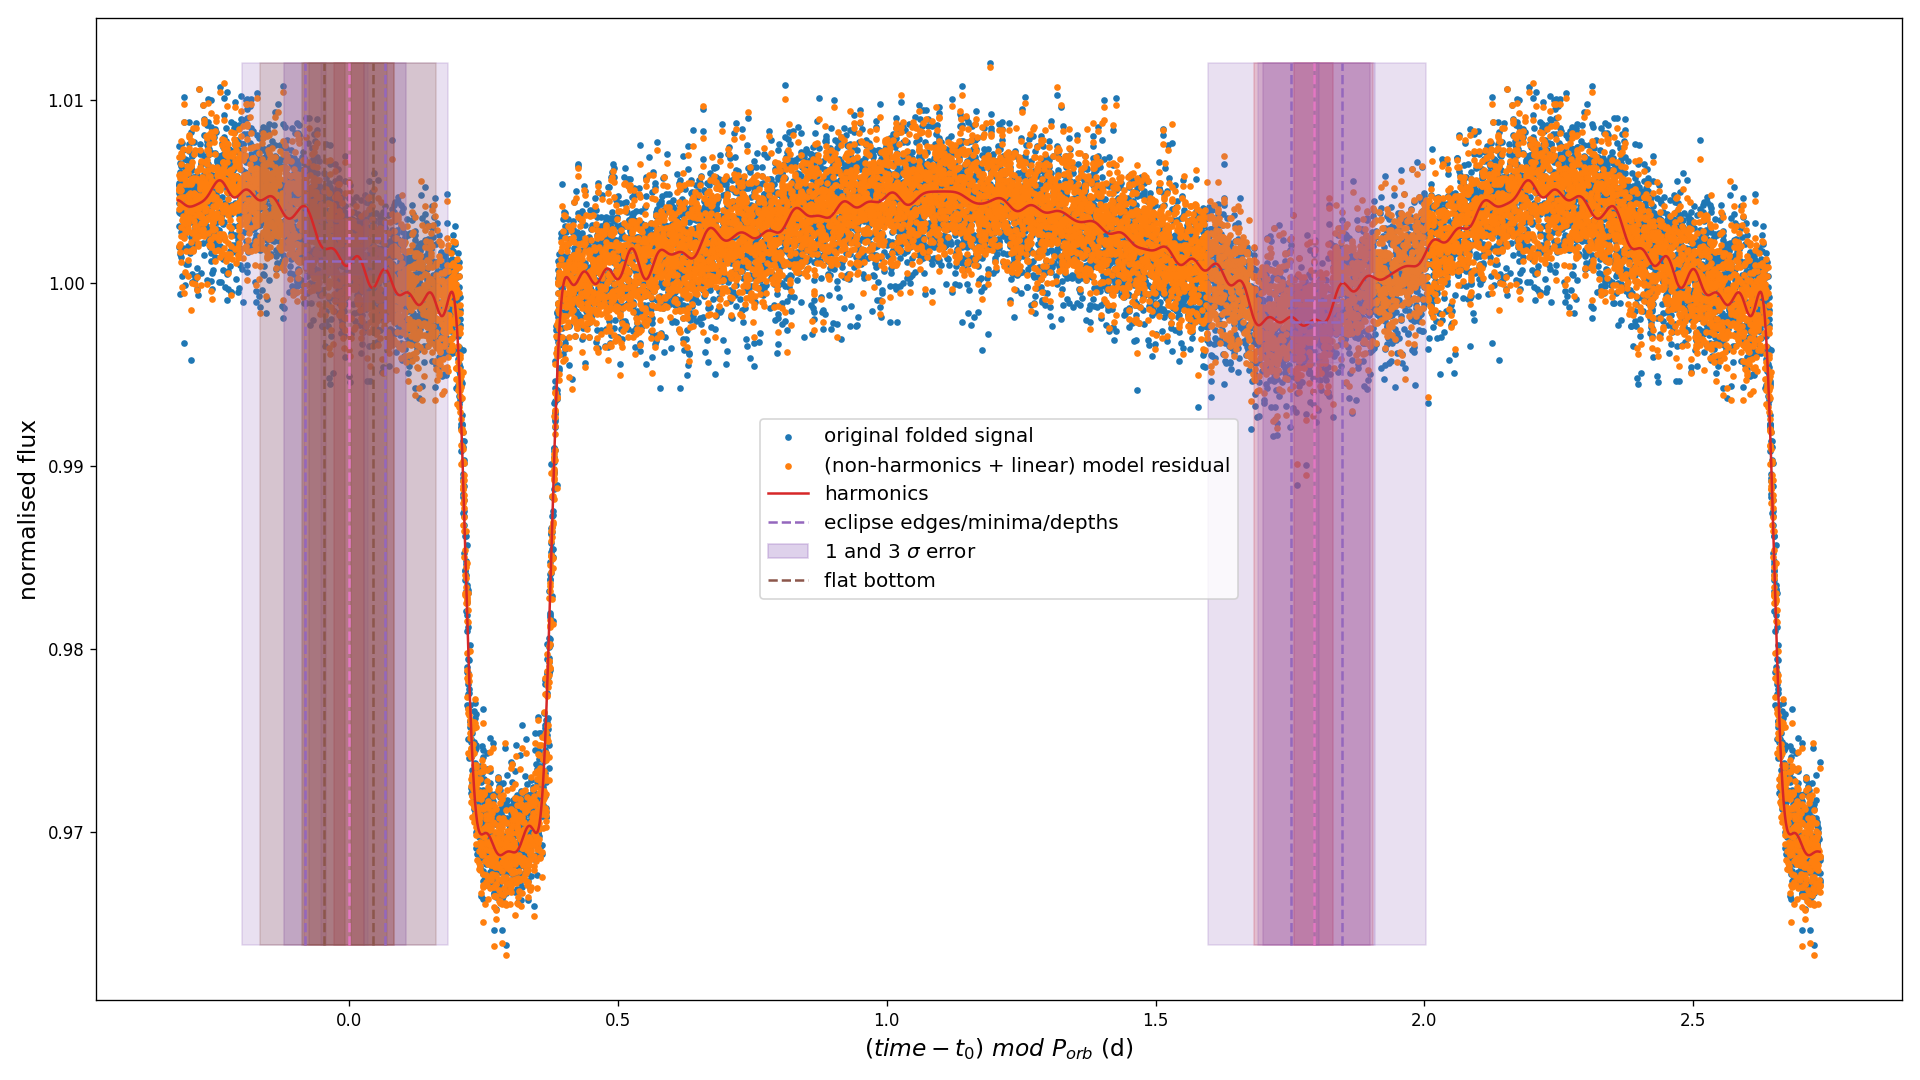 normalised flux
1.01
1.00
0.99
0.98
0.97
original folded signal
(non-harmonics + linear) model residual
harmonics
eclipse edges/minima/depths
1 and 3 σ error
flat bottom
0.0 0.5 1.0 1.5 2.0 2.5
(time − t₀) mod Pₒᵣb (d)